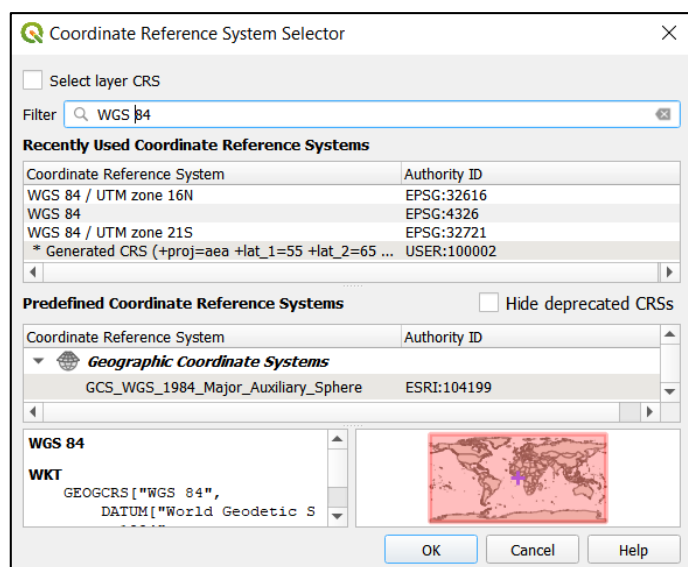 Coordinate Reference System Selector
Select layer CRS
Filter WGS 84
Recently Used Coordinate Reference Systems
Coordinate Reference System Authority ID
WGS 84 / UTM zone 16N EPSG:32616
WGS 84 EPSG:4326
WGS 84 / UTM zone 21S EPSG:32721
* Generated CRS (+proj=aea +lat_1=55 +lat_2=65 ... USER:100002
Predefined Coordinate Reference Systems Hide deprecated CRSs
Coordinate Reference System Authority ID
Geographic Coordinate Systems
GCS_WGS_1984_Major_Auxiliary_Sphere ESRI:104199
WGS 84
WKT
GEOGCRS["WGS 84",
DATUM["World Geodetic S
OK Cancel Help